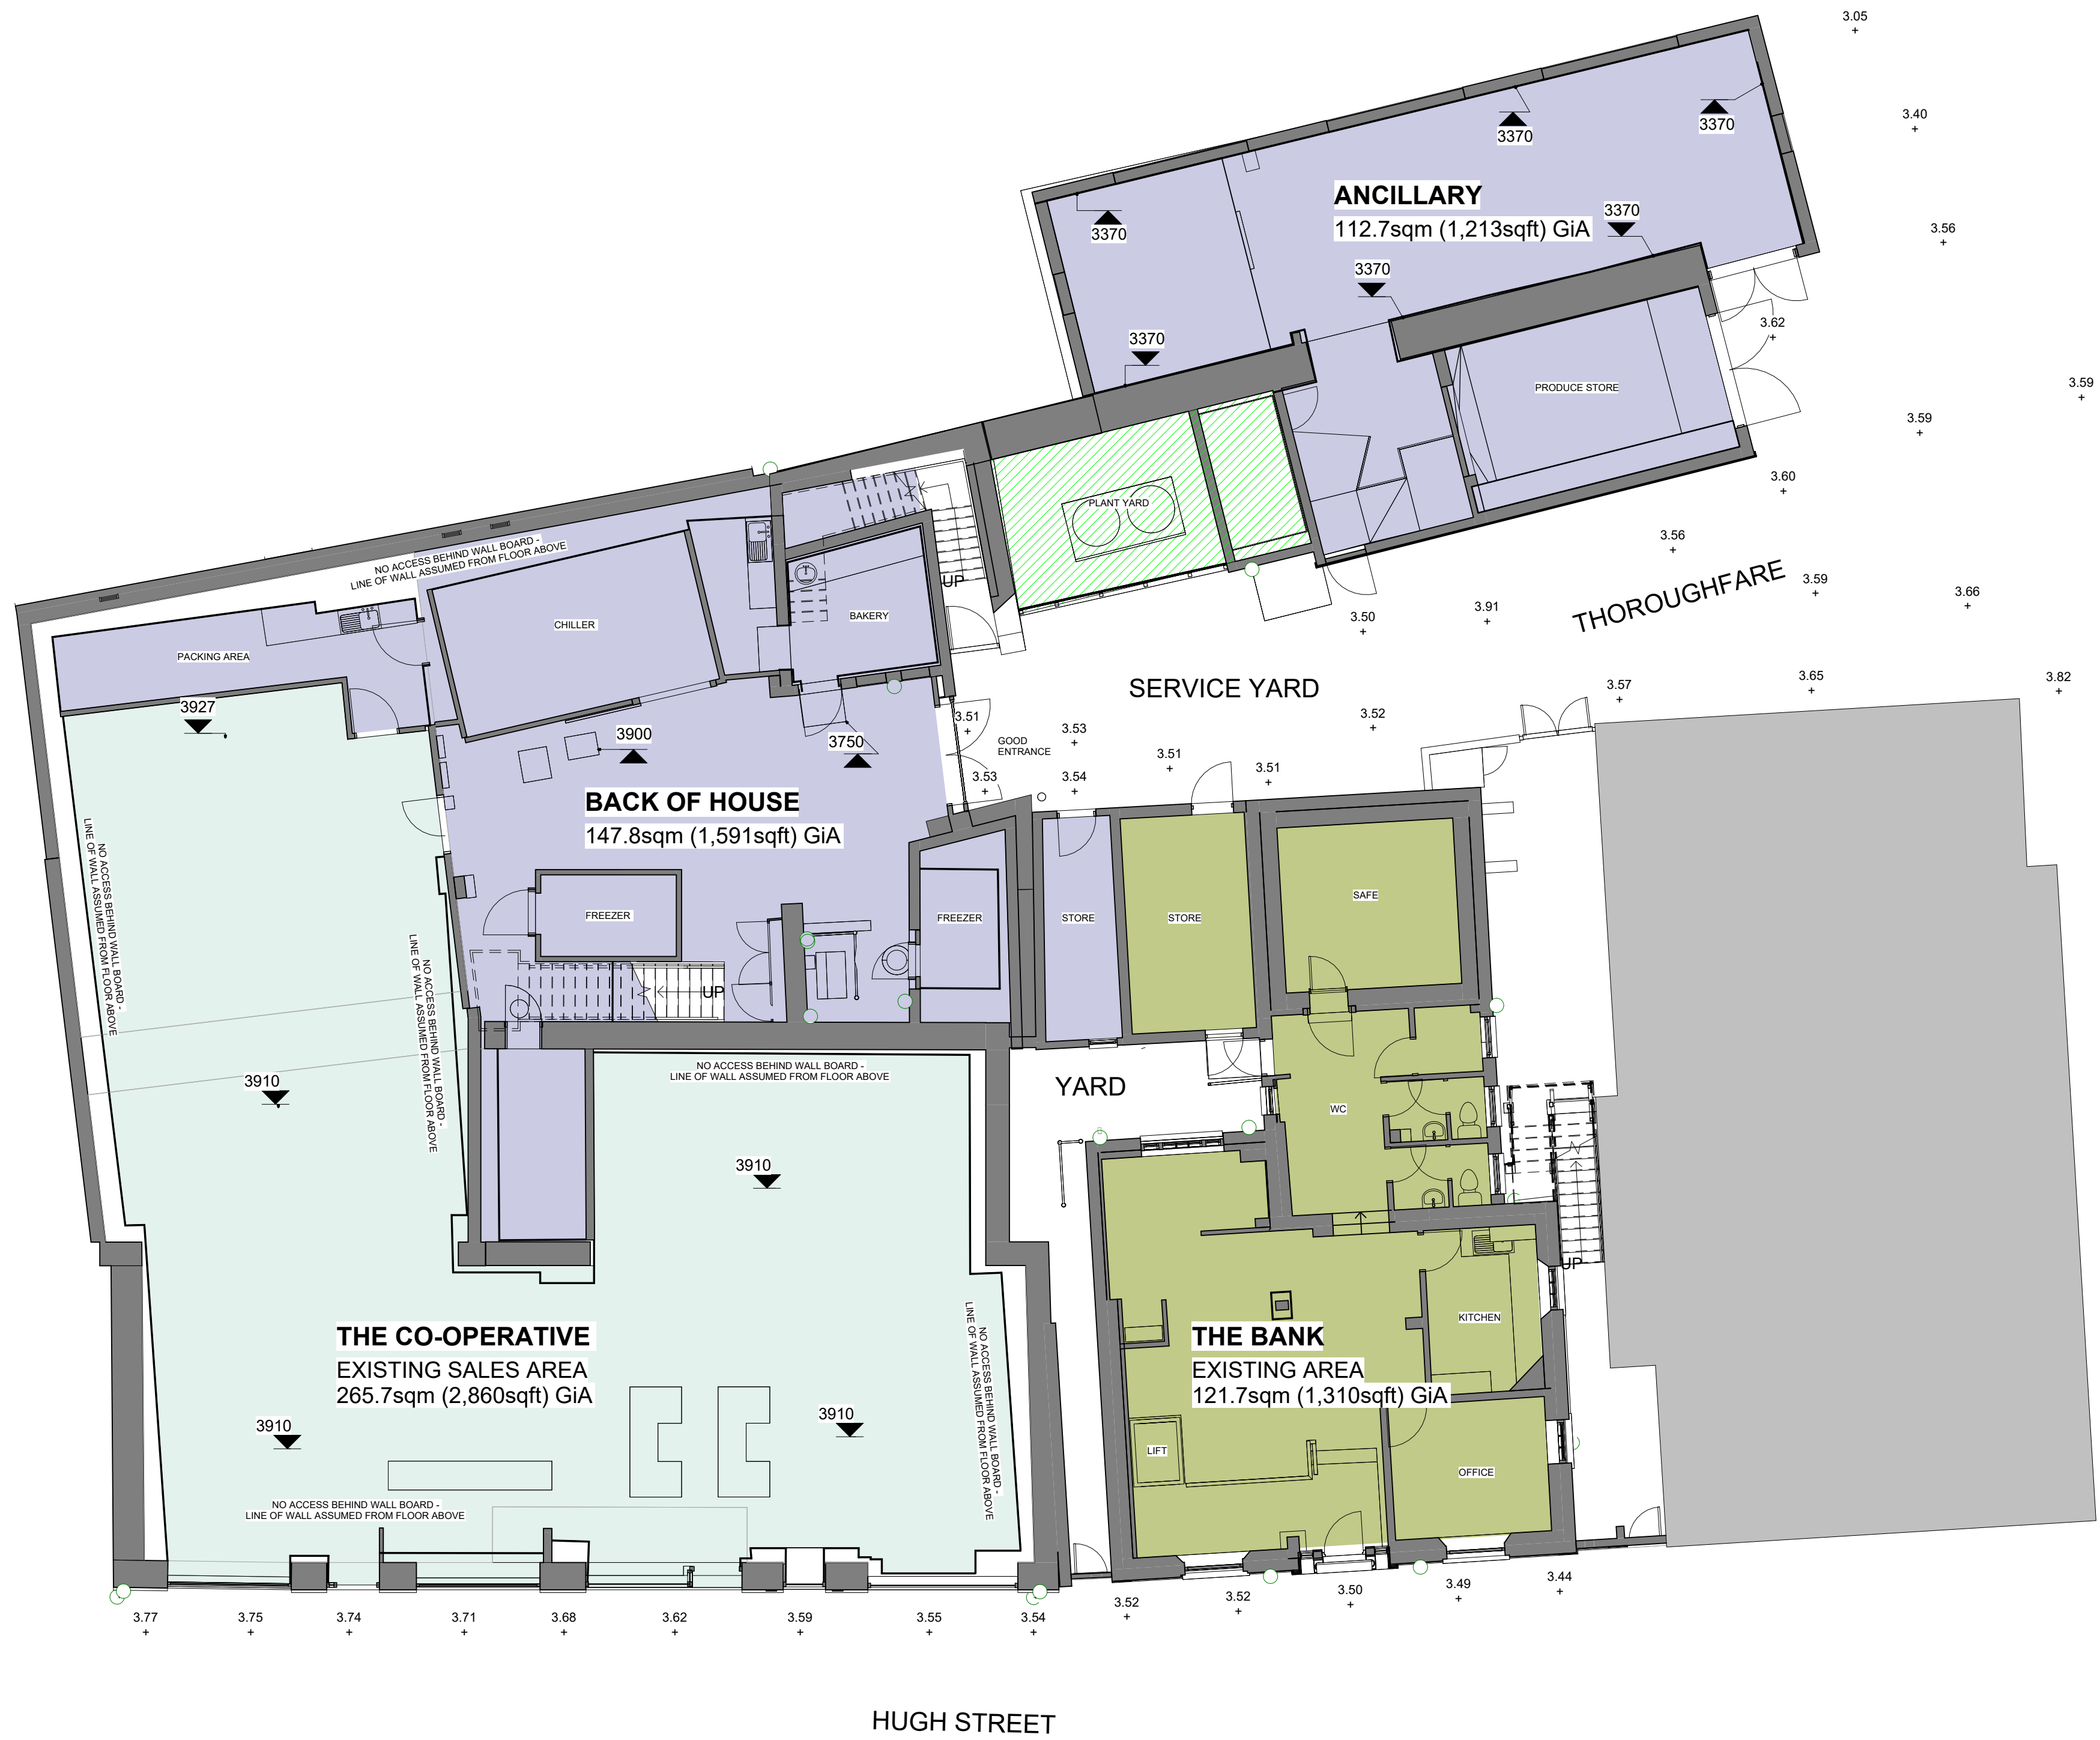 3.05
+
3.40
+
3370
3370
ANCILLARY
112.7sqm (1,213sqft) GiA
3370
3370
3.56
+
3370
3370
3.62
+
PRODUCE STORE
3.59
+
3.59
+
3.60
+
PLANT YARD
3.56
+
NO ACCESS BEHIND WALL BOARD -
LINE OF WALL ASSUMED FROM FLOOR ABOVE
UP
THOROUGHFARE
3.59
+
3.66
+
3.50
+
3.91
+
BAKERY
CHILLER
PACKING AREA
SERVICE YARD
3.57
+
3.65
+
3.82
+
3927
3900
3750
3.51
+
GOOD
ENTRANCE
3.53
+
3.52
+
3.51
+
3.51
+
3.53
+
3.54
+
BACK OF HOUSE
147.8sqm (1,591sqft) GiA
NO ACCESS BEHIND WALL BOARD -
LINE OF WALL ASSUMED FROM FLOOR ABOVE
FREEZER
FREEZER
STORE
STORE
SAFE
UP
NO ACCESS BEHIND WALL BOARD -
LINE OF WALL ASSUMED FROM FLOOR ABOVE
NO ACCESS BEHIND WALL BOARD -
LINE OF WALL ASSUMED FROM FLOOR ABOVE
3910
YARD
WC
3910
UP
KITCHEN
THE CO-OPERATIVE
EXISTING SALES AREA
265.7sqm (2,860sqft) GiA
NO ACCESS BEHIND WALL BOARD -
LINE OF WALL ASSUMED FROM FLOOR ABOVE
THE BANK
EXISTING AREA
121.7sqm (1,310sqft) GiA
3910
3910
LIFT
OFFICE
NO ACCESS BEHIND WALL BOARD -
LINE OF WALL ASSUMED FROM FLOOR ABOVE
3.77
+
3.75
+
3.74
+
3.71
+
3.68
+
3.62
+
3.59
+
3.55
+
3.54
+
3.52
+
3.52
+
3.50
+
3.49
+
3.44
+
HUGH STREET